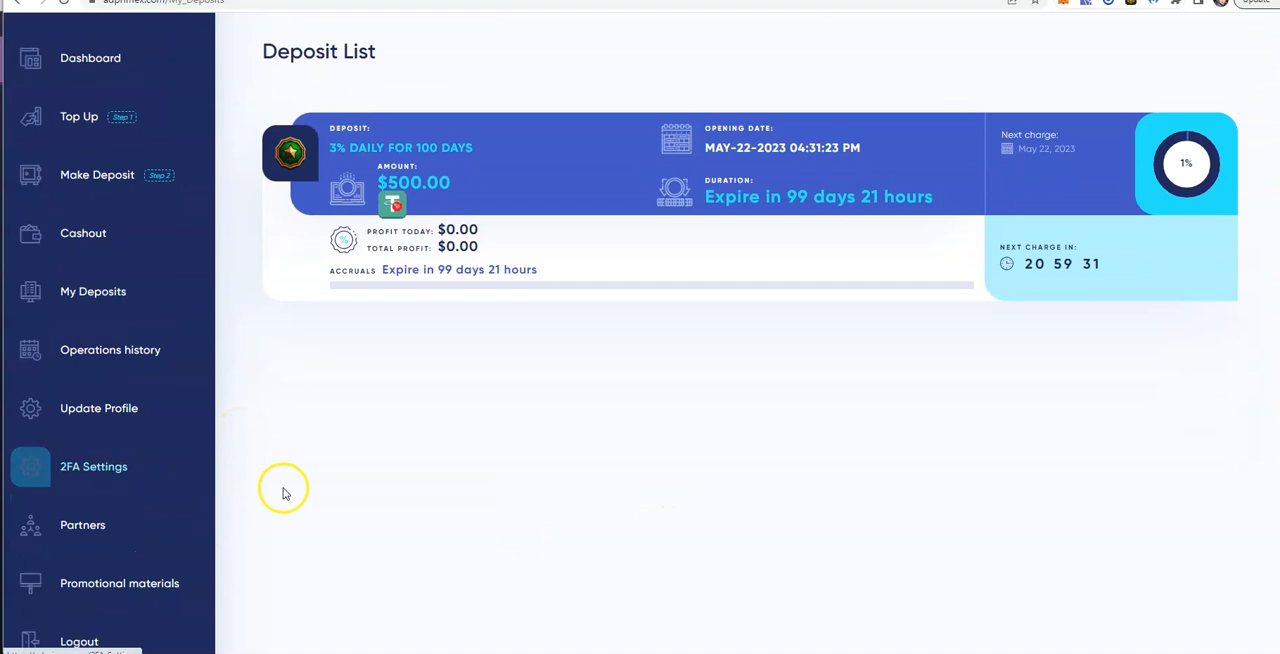 adprimex.com/My_Deposits
Update
Dashboard
Top Up Step 1
Make Deposit Step 2
Cashout
My Deposits
Operations history
Update Profile
2FA Settings
Partners
Promotional materials
Logout
Deposit List
DEPOSIT:
3% DAILY FOR 100 DAYS
AMOUNT:
$500.00
OPENING DATE:
MAY-22-2023 04:31:23 PM
DURATION:
Expire in 99 days 21 hours
Next charge:
May 22, 2023
1%
PROFIT TODAY: $0.00
TOTAL PROFIT: $0.00
ACCRUALS Expire in 99 days 21 hours
NEXT CHARGE IN:
20 59 31